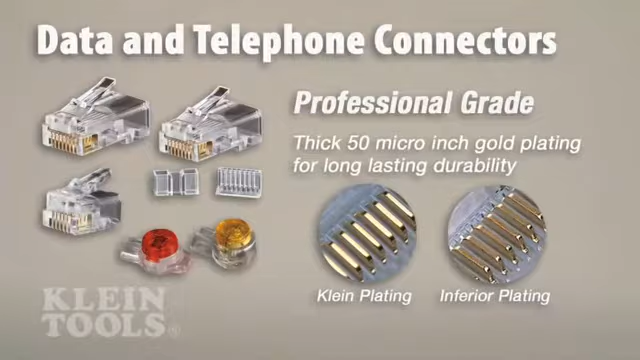 Data and Telephone Connectors
Professional Grade
Thick 50 micro inch gold plating
for long lasting durability
Klein Plating
Inferior Plating
KLEIN
TOOLS®